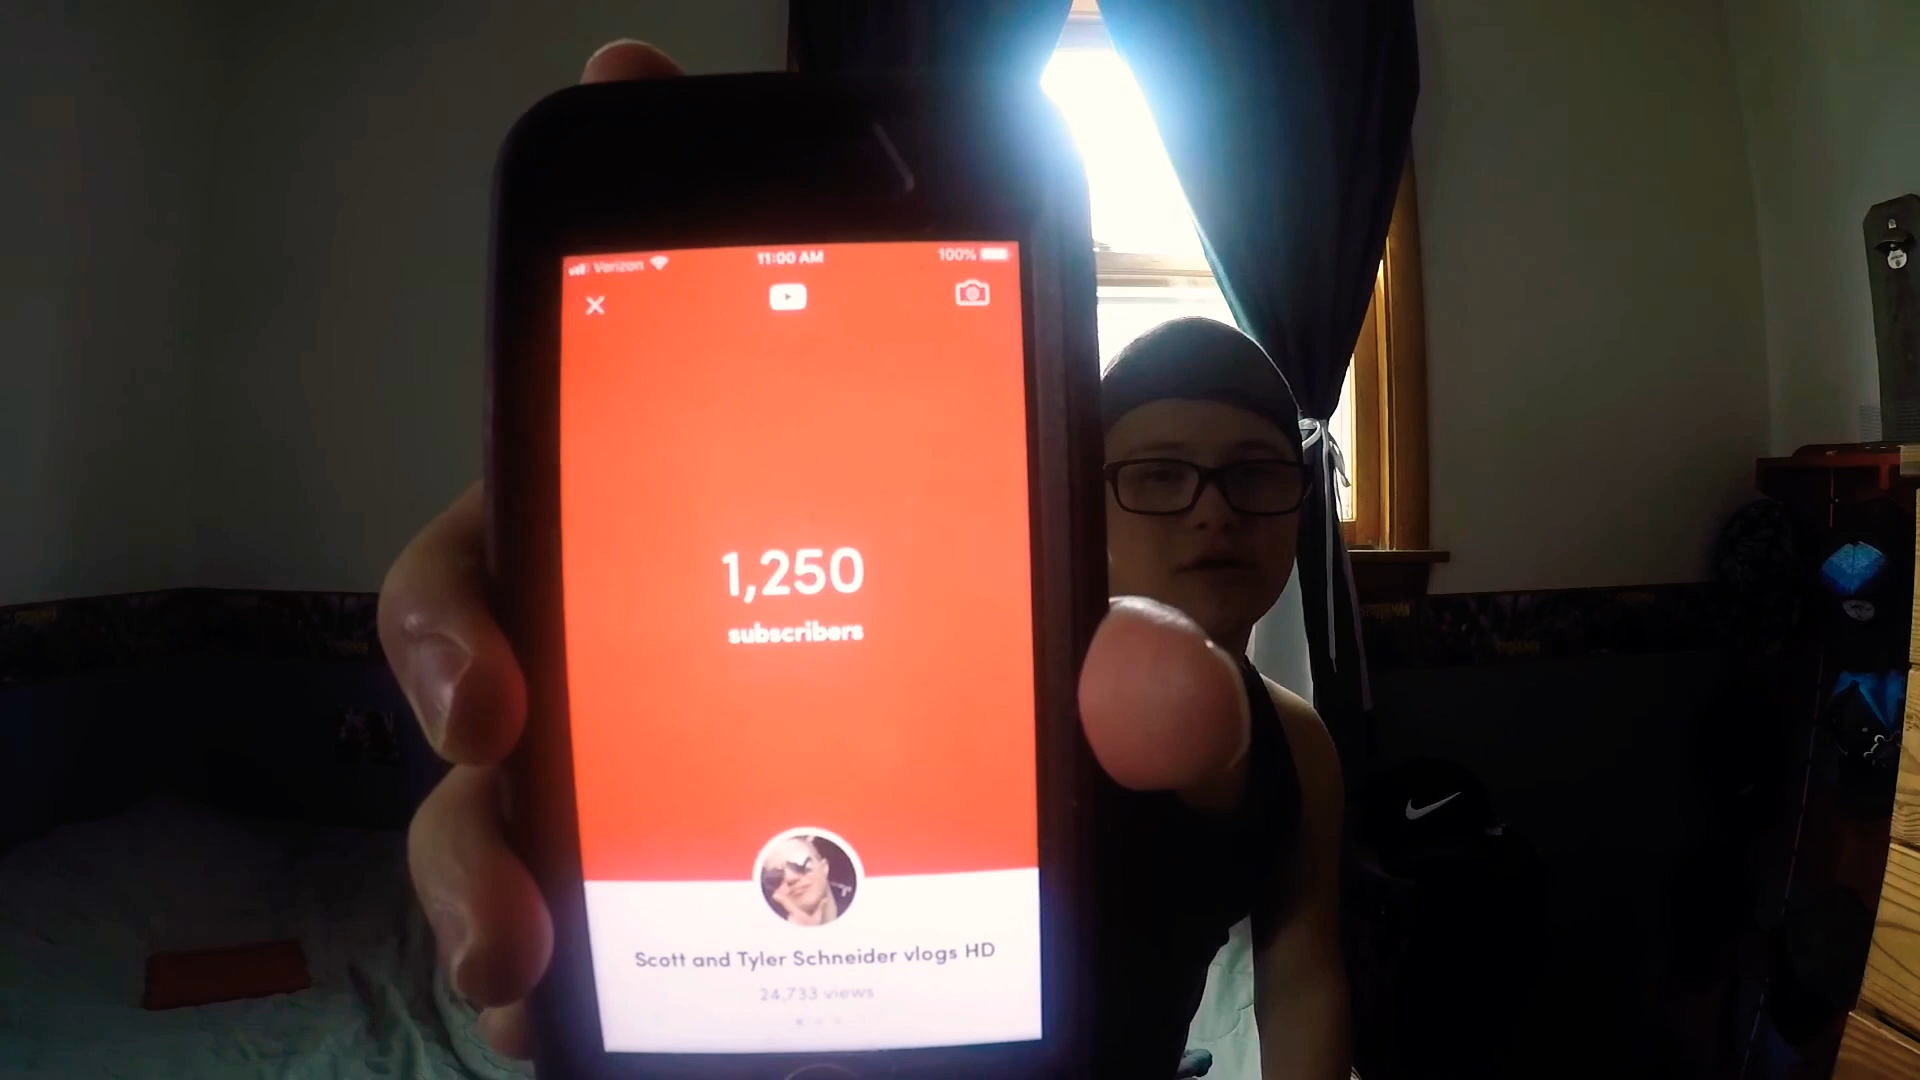 Verizon 11:00 AM 100%
1,250
subscribers
Scott and Tyler Schneider vlogs HD
24,733 views